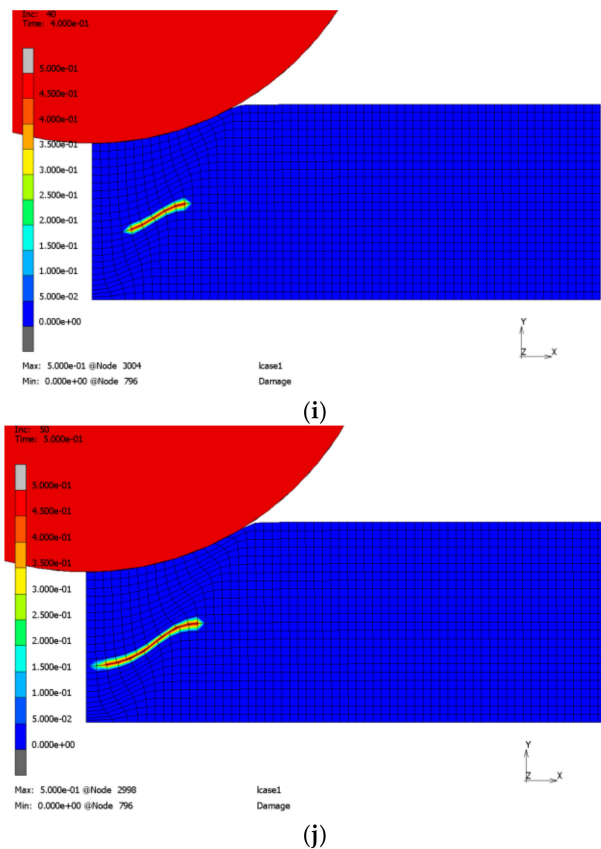 Inc: 40
Time: 4.000e-01
5.000e-01
4.500e-01
4.000e-01
3.500e-01
3.000e-01
2.500e-01
2.000e-01
1.500e-01
1.000e-01
5.000e-02
0.000e+00
Y
Z X
Max: 5.000e-01 @Node 3004 lcase1
Min: 0.000e+00 @Node 796 Damage
(i)
Inc: 50
Time: 5.000e-01
5.000e-01
4.500e-01
4.000e-01
3.500e-01
3.000e-01
2.500e-01
2.000e-01
1.500e-01
1.000e-01
5.000e-02
0.000e+00
Y
Z X
Max: 5.000e-01 @Node 2998 lcase1
Min: 0.000e+00 @Node 796 Damage
(j)